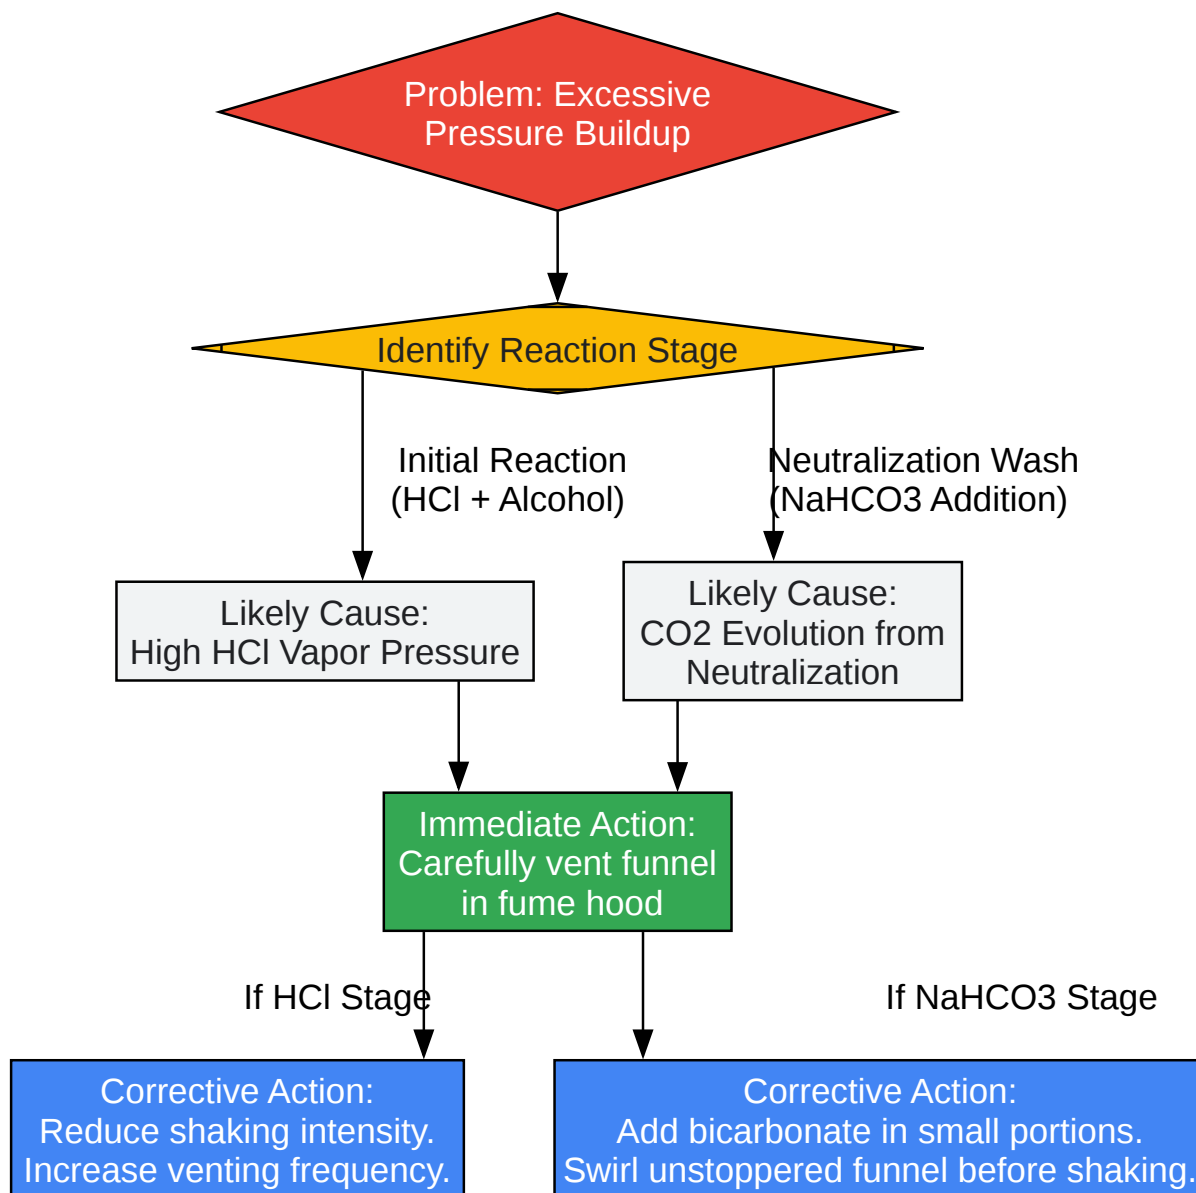 Problem: Excessive
Pressure Buildup
Identify Reaction Stage
Initial Reaction
(HCl + Alcohol)
Neutralization Wash
(NaHCO3 Addition)
Likely Cause:
High HCl Vapor Pressure
Likely Cause:
CO2 Evolution from
Neutralization
Immediate Action:
Carefully vent funnel
in fume hood
If HCl Stage
If NaHCO3 Stage
Corrective Action:
Reduce shaking intensity.
Increase venting frequency.
Corrective Action:
Add bicarbonate in small portions.
Swirl unstoppered funnel before shaking.